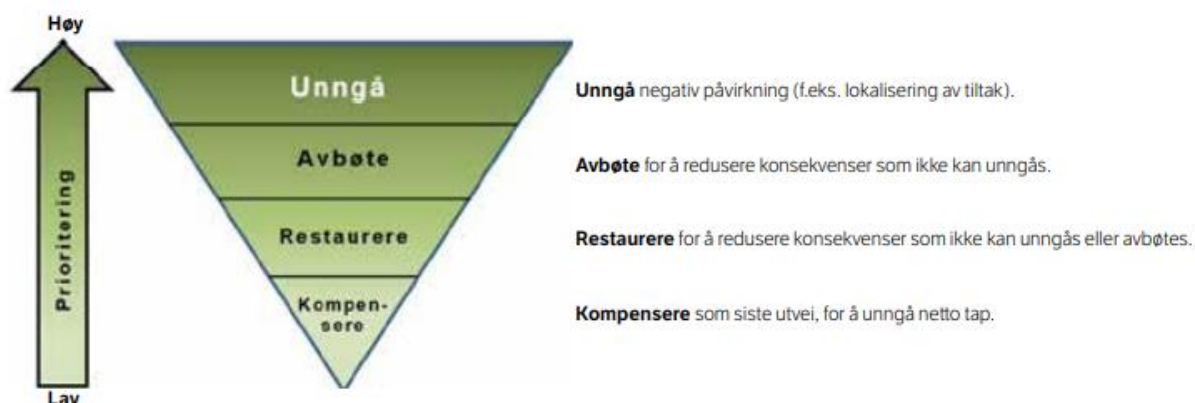 Høy
Prioritering
Lav
Unngå
Avbøte
Restaurere
Kompen-
sere
Unngå negativ påvirkning (f.eks. lokalisering av tiltak).
Avbøte for å redusere konsekvenser som ikke kan unngås.
Restaurere for å redusere konsekvenser som ikke kan unngås eller avbøtes.
Kompensere som siste utvei, for å unngå netto tap.